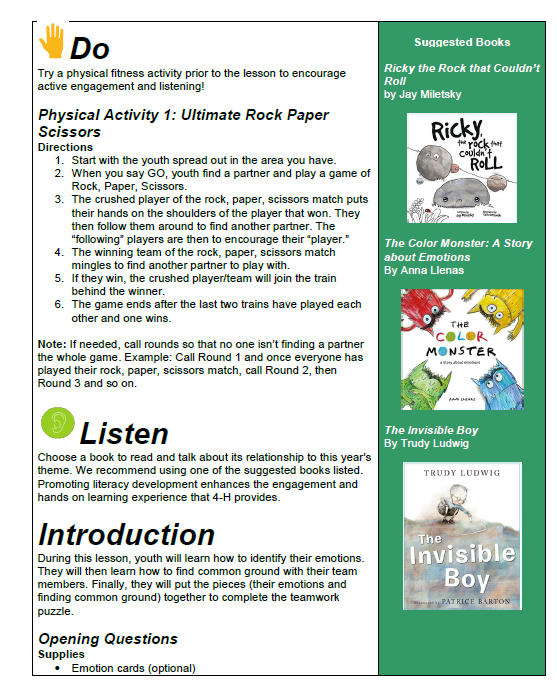 Do
Try a physical fitness activity prior to the lesson to encourage
active engagement and listening!
Physical Activity 1: Ultimate Rock Paper
Scissors
Directions
1. Start with the youth spread out in the area you have.
2. When you say GO, youth find a partner and play a game of
Rock, Paper, Scissors.
3. The crushed player of the rock, paper, scissors match puts
their hands on the shoulders of the player that won. They
then follow them around to find another partner. The
“following” players are then to encourage their “player.”
4. The winning team of the rock, paper, scissors match
mingles to find another partner to play with.
5. If they win, the crushed player/team will join the train
behind the winner.
6. The game ends after the last two trains have played each
other and one wins.
Note: If needed, call rounds so that no one isn’t finding a partner
the whole game. Example: Call Round 1 and once everyone has
played their rock, paper, scissors match, call Round 2, then
Round 3 and so on.
Listen
Choose a book to read and talk about its relationship to this year’s
theme. We recommend using one of the suggested books listed.
Promoting literacy development enhances the engagement and
hands on learning experience that 4-H provides.
Introduction
During this lesson, youth will learn how to identify their emotions.
They will then learn how to find common ground with their team
members. Finally, they will put the pieces (their emotions and
finding common ground) together to complete the teamwork
puzzle.
Opening Questions
Supplies
• Emotion cards (optional)
Suggested Books
Ricky the Rock that Couldn’t
Roll
by Jay Miletsky
Ricky,
the rock that
couldn't
ROLL
The Color Monster: A Story
about Emotions
By Anna Llenas
THE
COLOR
MONSTER
a story about emotions
ANNA LLENAS
The Invisible Boy
By Trudy Ludwig
TRUDY LUDWIG
The
Invisible
Boy
PATRICE BARTON